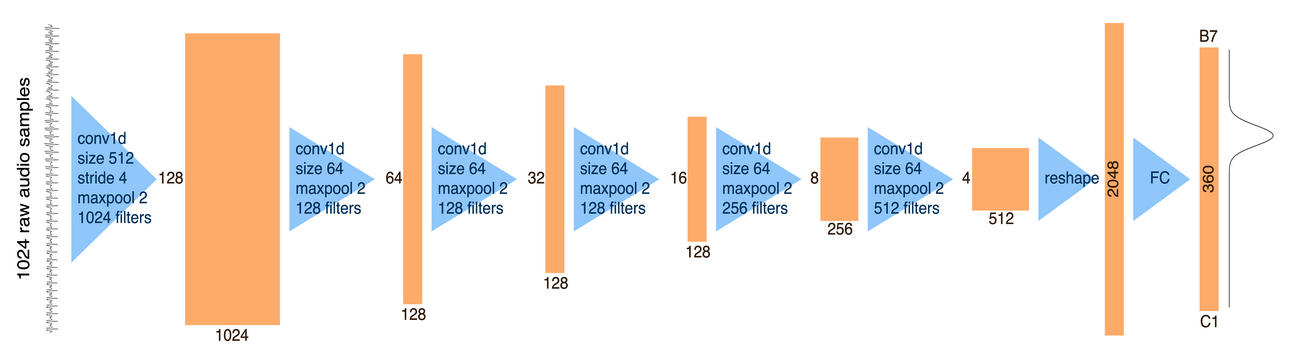 1024 raw audio samples
conv1d
size 512
stride 4
maxpool 2
1024 filters
128
1024
conv1d
size 64
maxpool 2
128 filters
64
128
conv1d
size 64
maxpool 2
128 filters
32
128
conv1d
size 64
maxpool 2
128 filters
16
128
conv1d
size 64
maxpool 2
256 filters
8
256
conv1d
size 64
maxpool 2
512 filters
4
512
reshape
2048
FC
B7
360
C1